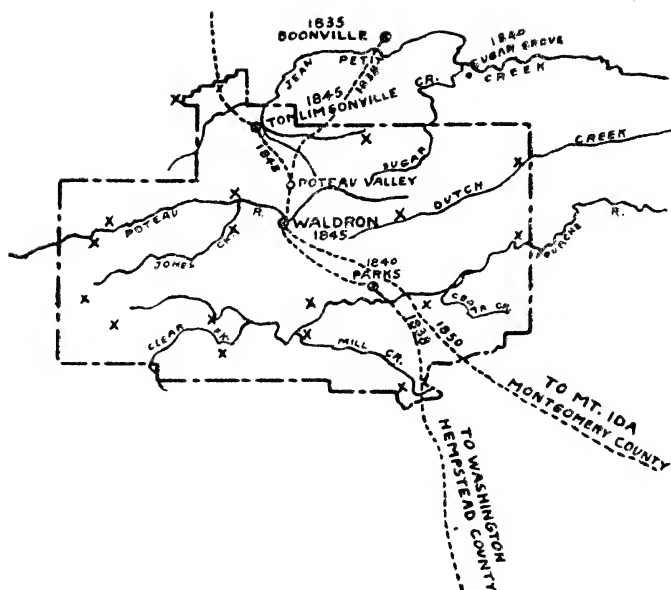 1835
BOONVILLE
1840
SUGAR GROVE
CREEK
JEAN
PETIT
1838
CR.
1845
TOMLIMSONVILLE
1845
SUGAR
CREEK
DUTCH
POTEAU VALLEY
POTEAU
R.
WALDRON
1845
R.
FOURCHE
JONES
CK.
1840
PARKS
CEDAR CR.
CLEAR
FK.
MILL
CR.
1838
1850
TO MT. IDA
MONTGOMERY COUNTY
TO WASHINGTON
HEMPSTEAD COUNTY